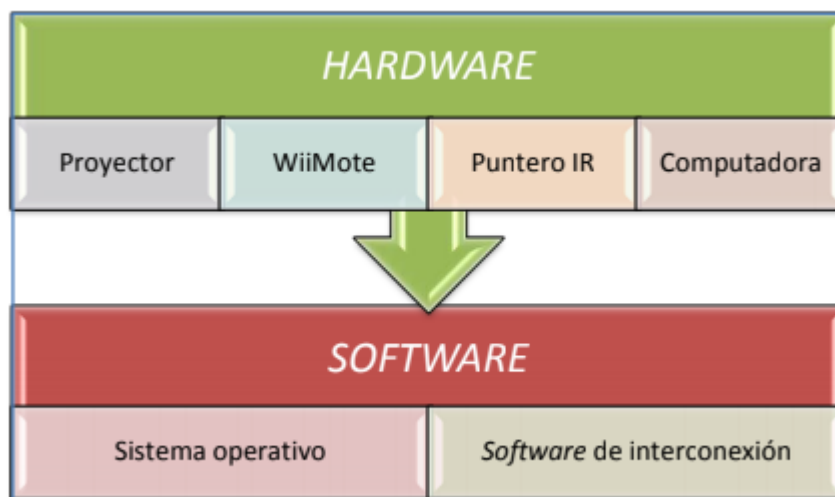 HARDWARE
Proyector WiiMote Puntero IR Computadora
SOFTWARE
Sistema operativo Software de interconexión